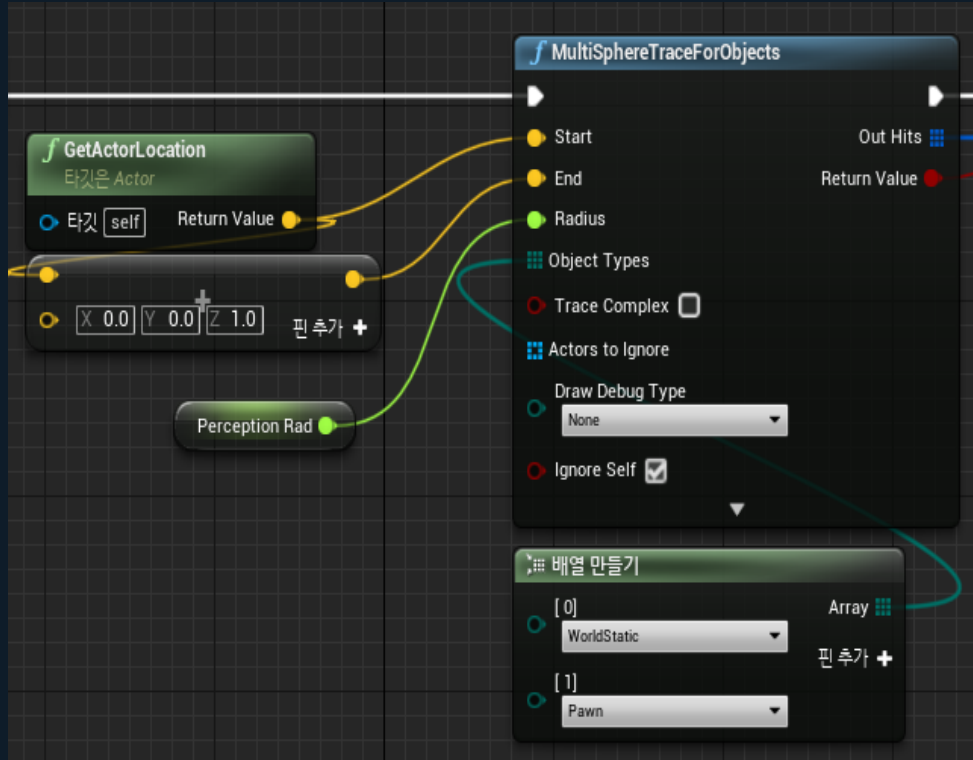 MultiSphereTraceForObjects
GetActorLocation
타깃은 Actor
타깃 self Return Value
X 0.0 Y 0.0 Z 1.0
핀 추가
Perception Rad
Start Out Hits
End Return Value
Radius
Object Types
Trace Complex
Actors to Ignore
Draw Debug Type
None
Ignore Self
배열 만들기
[ 0] Array
WorldStatic
핀 추가
[ 1]
Pawn